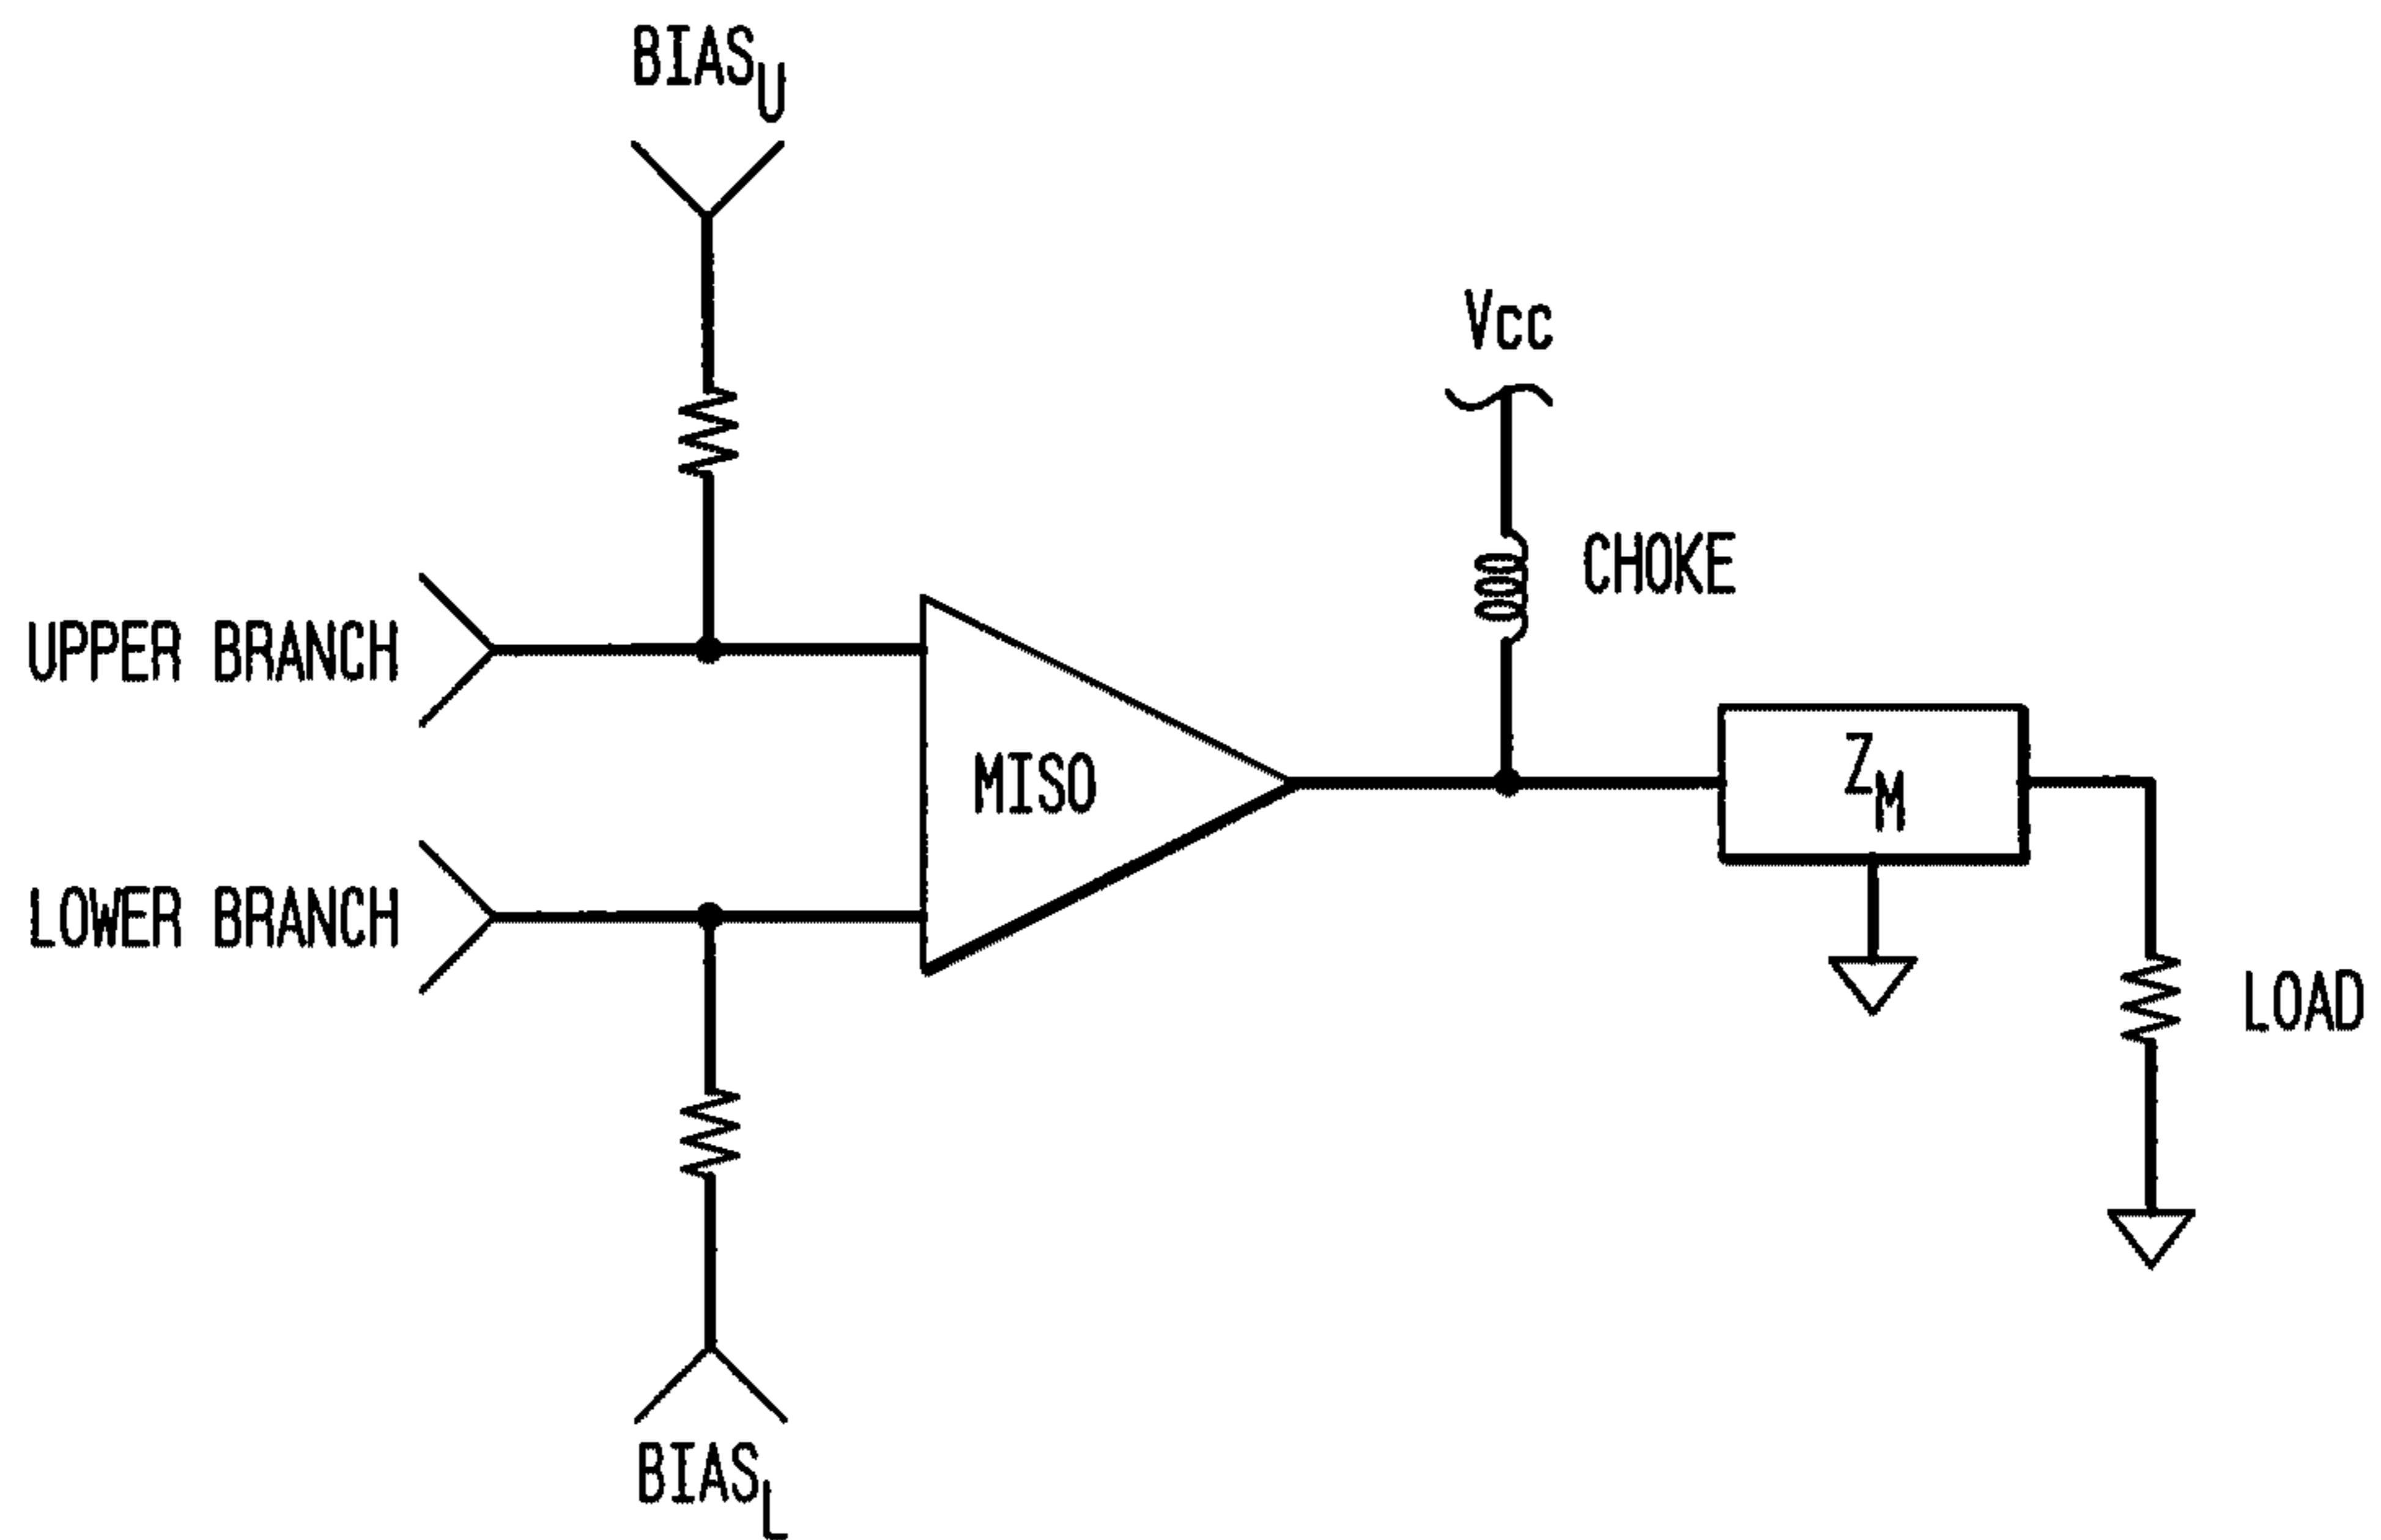 BIASU
Vcc
CHOKE
UPPER BRANCH
MISO
ZM
LOWER BRANCH
LOAD
BIASL